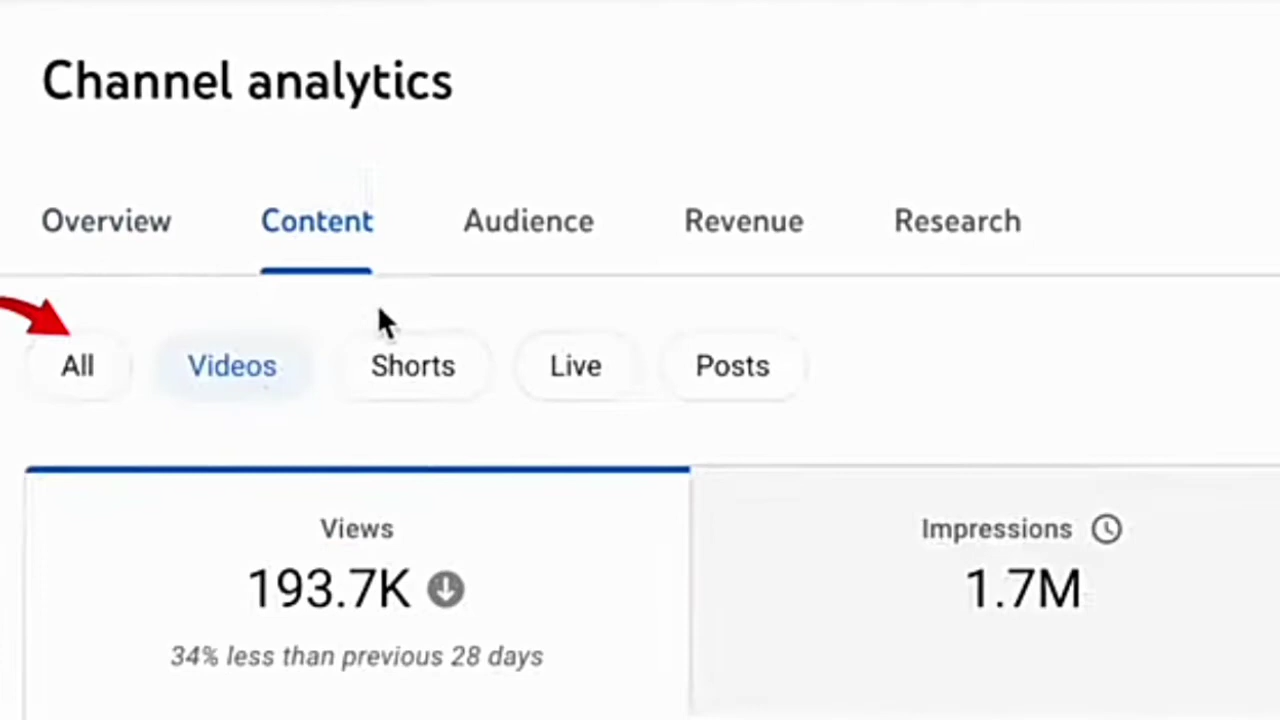 Channel analytics
Overview Content Audience Revenue Research
All Videos Shorts Live Posts
Views Impressions
193.7K 1.7M
34% less than previous 28 days